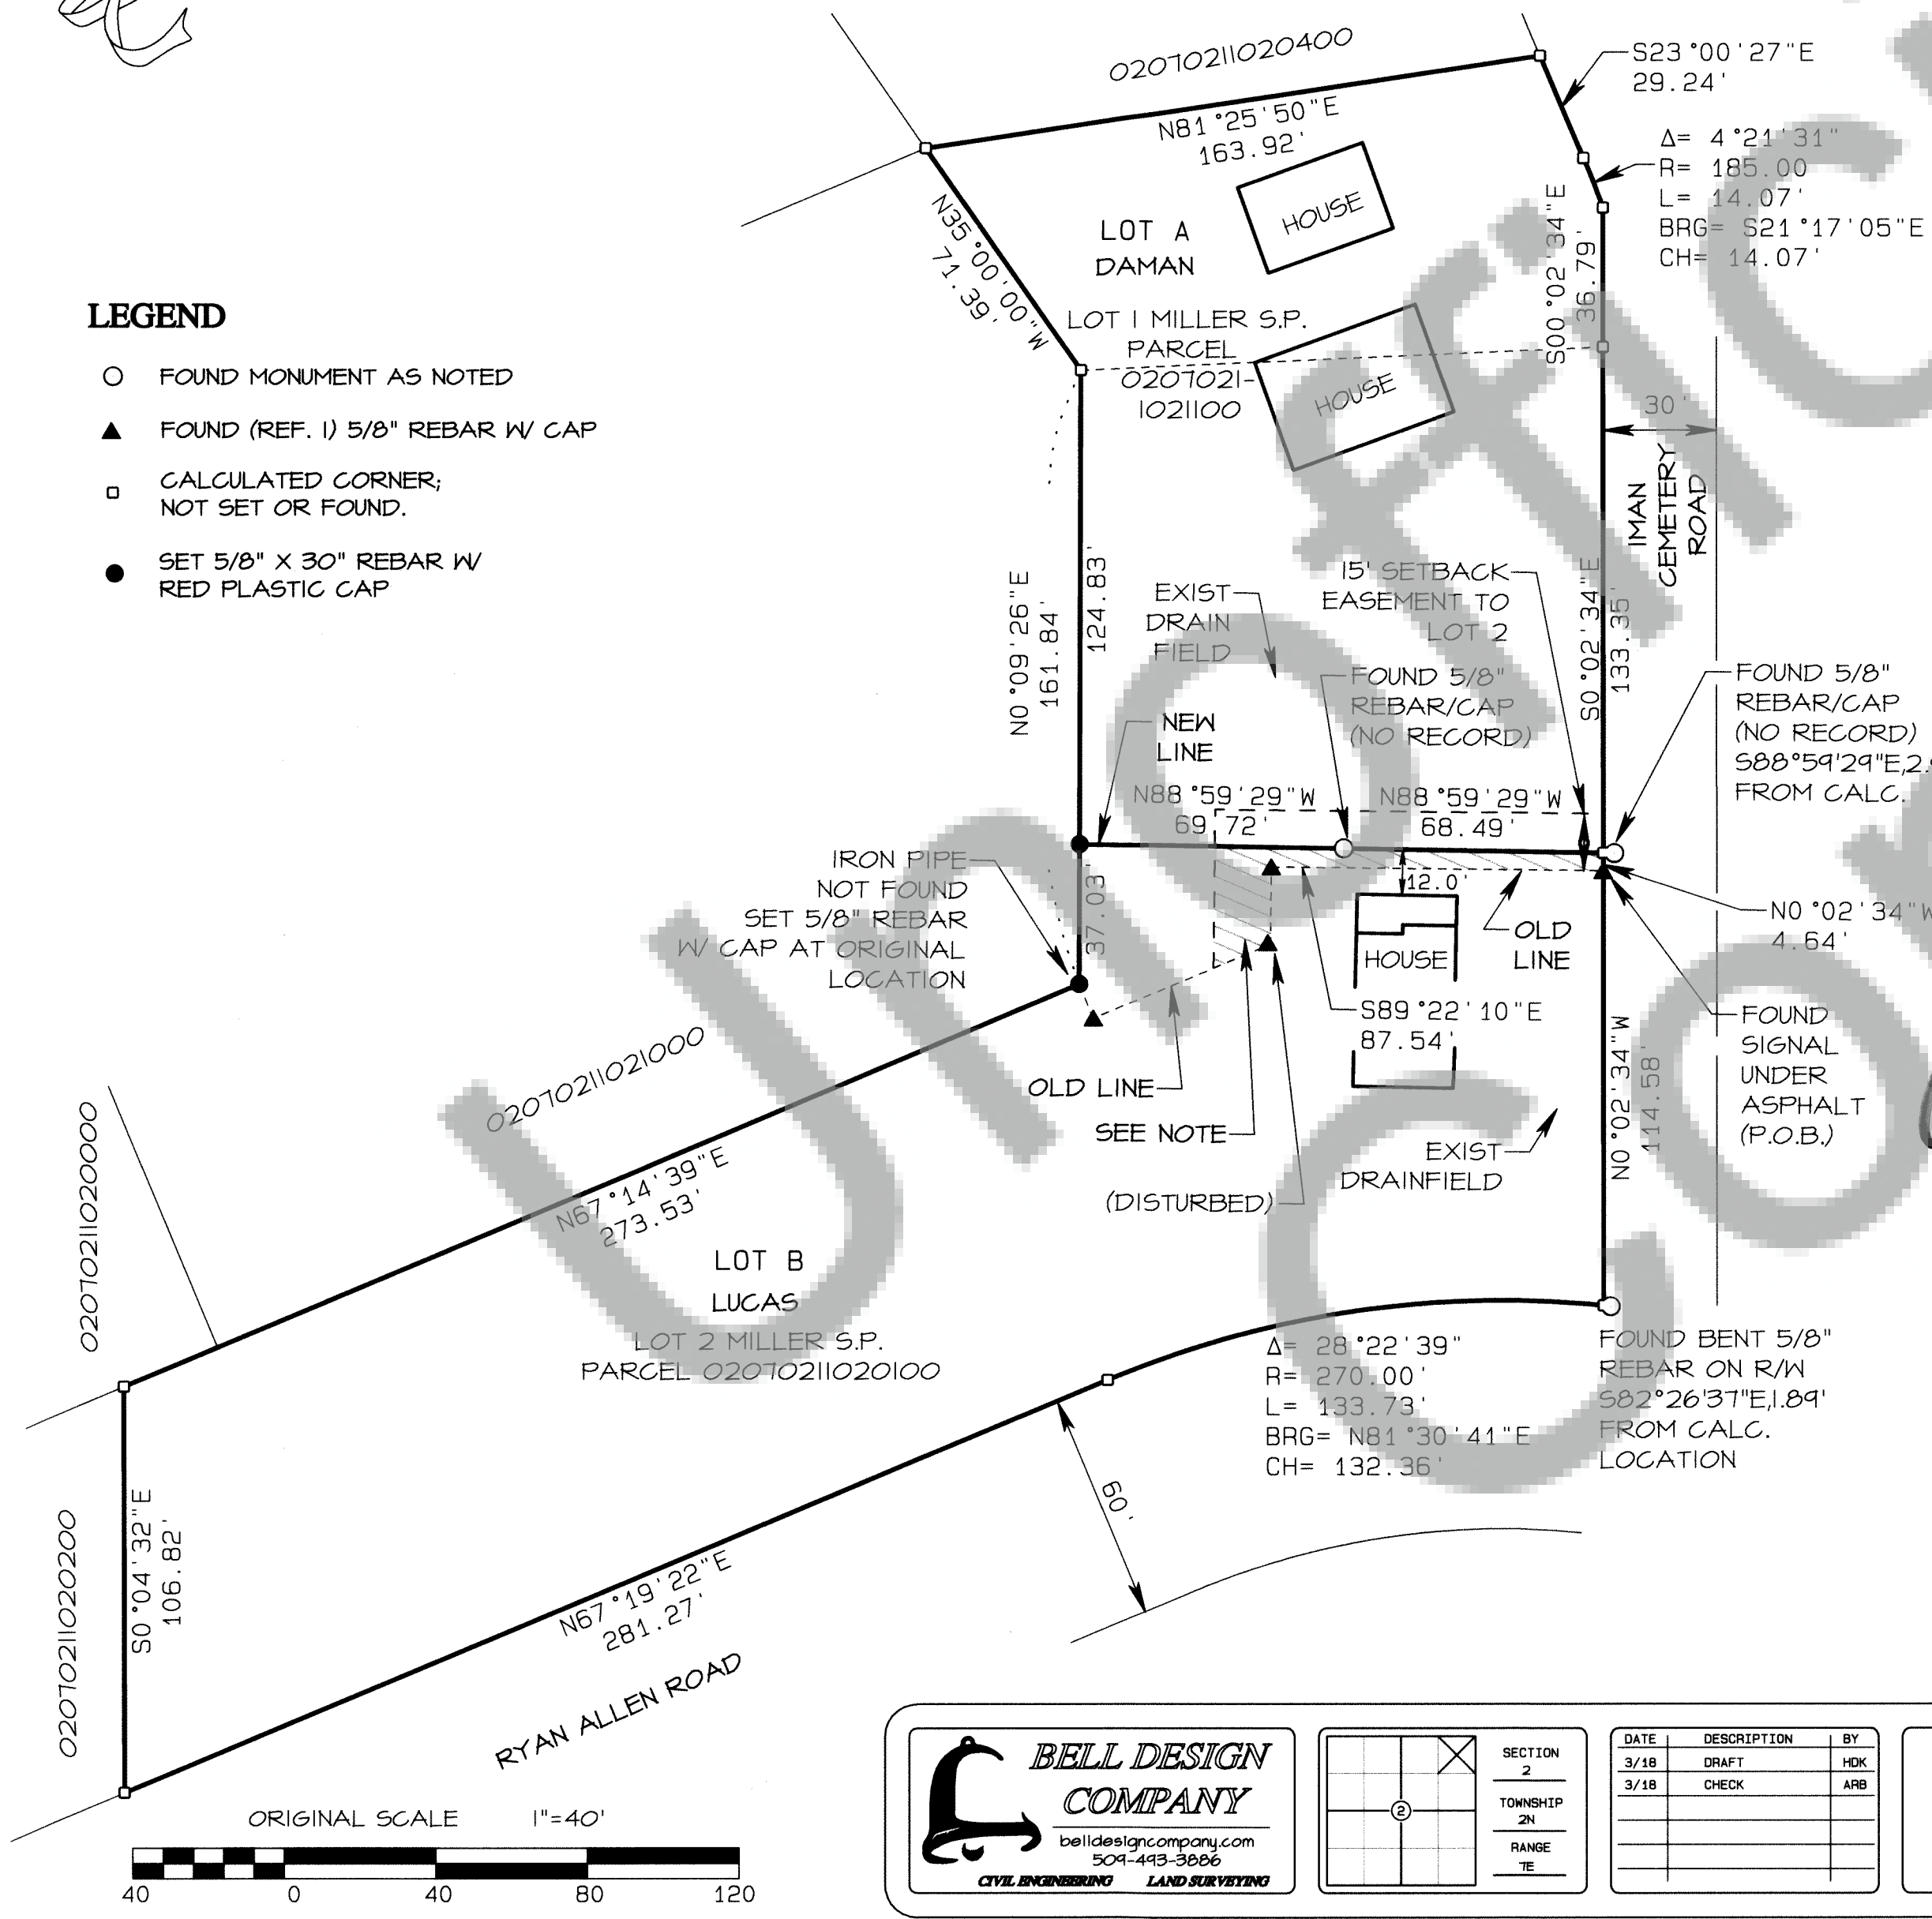 02070211020400
S23°00'27"E
29.24'
N81°25'50"E
163.92'
Δ= 4°21'31"
R= 185.00
L= 14.07'
BRG= S21°17'05"E
CH= 14.07'
HOUSE
LOT A
DAMAN
N35°00'00"W
71.39'
S00°02'34"E
36.79'
LOT 1 MILLER S.P.
PARCEL
0207021-
1021100
HOUSE
30'
IMAN
CEMETERY
ROAD
LEGEND
FOUND MONUMENT AS NOTED
FOUND (REF. 1) 5/8" REBAR W/ CAP
CALCULATED CORNER;
NOT SET OR FOUND.
SET 5/8" X 30" REBAR W/
RED PLASTIC CAP
N0°09'26"E
161.84'
124.83'
EXIST
DRAIN
FIELD
15' SETBACK
EASEMENT TO
LOT 2
S0°02'34"E
133.35'
FOUND 5/8"
REBAR/CAP
(NO RECORD)
FOUND 5/8"
REBAR/CAP
(NO RECORD)
S88°59'29"E,2.
FROM CALC.
NEW
LINE
N88°59'29"W
69.72'
N88°59'29"W
68.49'
IRON PIPE
NOT FOUND
SET 5/8" REBAR
W/ CAP AT ORIGINAL
LOCATION
37.03'
12.0'
HOUSE
OLD
LINE
N0°02'34"W
4.64'
S89°22'10"E
87.54'
FOUND
SIGNAL
UNDER
ASPHALT
(P.O.B.)
N0°02'34"W
114.58'
OLD LINE
SEE NOTE
(DISTURBED)
EXIST
DRAINFIELD
02070211021000
02070211020000
N67°14'39"E
273.53'
LOT B
LUCAS
LOT 2 MILLER S.P.
PARCEL 02070211020100
Δ= 28°22'39"
R= 270.00'
L= 133.73'
BRG= N81°30'41"E
CH= 132.36'
FOUND BENT 5/8"
REBAR ON R/W
S82°26'37"E,1.89'
FROM CALC.
LOCATION
60'
02070211020200
S0°04'32"E
106.82'
N67°19'22"E
281.27'
RYAN ALLEN ROAD
ORIGINAL SCALE 1"=40'
40 0 40 80 120
BELL DESIGN
COMPANY
belldesigncompany.com
509-493-3886
CIVIL ENGINEERING LAND SURVEYING
2
SECTION
2
TOWNSHIP
2N
RANGE
7E
DATE DESCRIPTION BY
3/18 DRAFT HDK
3/18 CHECK ARB